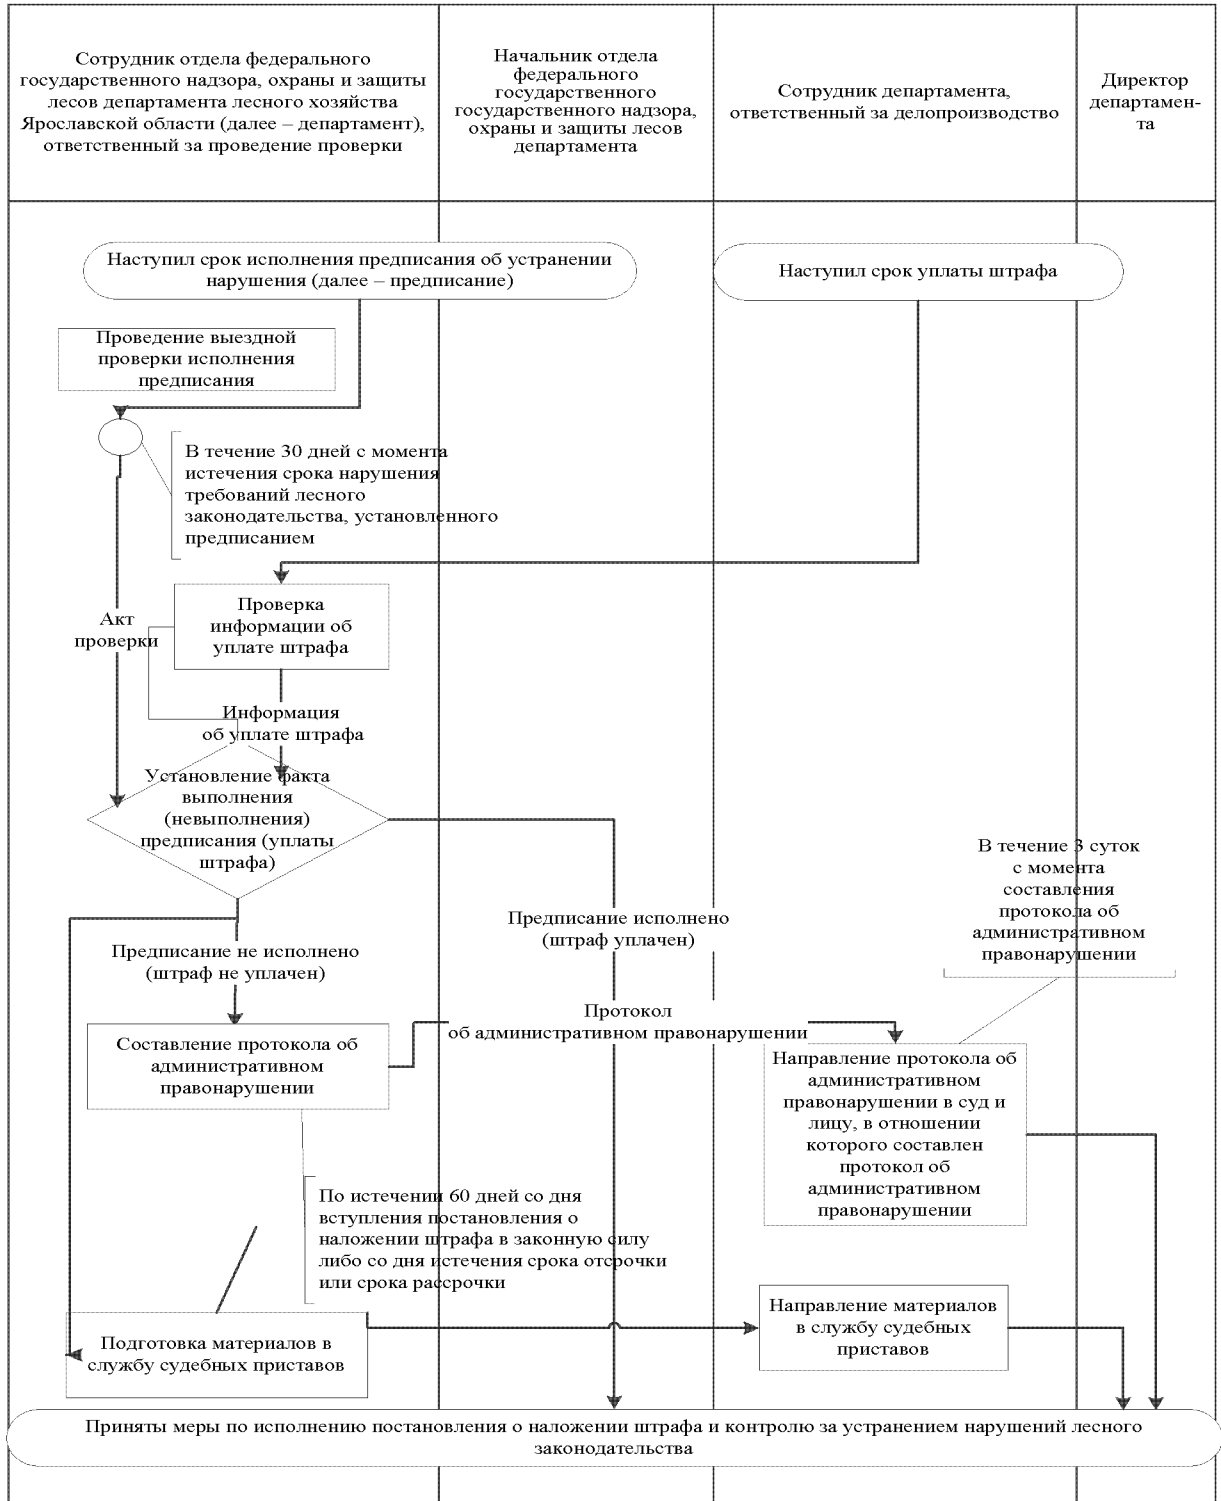 Сотрудник отдела федерального
государственного надзора, охраны и защиты
лесов департамента лесного хозяйства
Ярославской области (далее – департамент),
ответственный за проведение проверки
Начальник отдела
федерального
государственного
государственного надзора,
охраны и защиты лесов
департамента
Сотрудник департамента,
ответственный за делопроизводство
Директор
департамен-
та
Наступил срок исполнения предписания об устранении
нарушения (далее – предписание)
Наступил срок уплаты штрафа
Проведение выездной
проверки исполнения
предписания
В течение 30 дней с момента
истечения срока нарушения
требований лесного
законодательства, установленного
предписанием
Проверка
информации об
уплате штрафа
Акт
проверки
Информация
об уплате штрафа
Установление факта
выполнения
(невыполнения)
предписания (уплаты
штрафа)
В течение 3 суток
с момента
составления
протокола об
административном
правонарушении
Предписание исполнено
(штраф уплачен)
Предписание не исполнено
(штраф не уплачен)
Протокол
об административном правонарушении
Составление протокола об
административном
правонарушении
Направление протокола об
административном
правонарушении в суд и
лицу, в отношении
которого составлен
протокол об
административном
правонарушении
По истечении 60 дней со дня
вступления постановления о
наложении штрафа в законную силу
либо со дня истечения срока отсрочки
или срока рассрочки
Направление материалов
в службу судебных
приставов
Подготовка материалов в
службу судебных приставов
Приняты меры по исполнению постановления о наложении штрафа и контролю за устранением нарушений лесного
законодательства